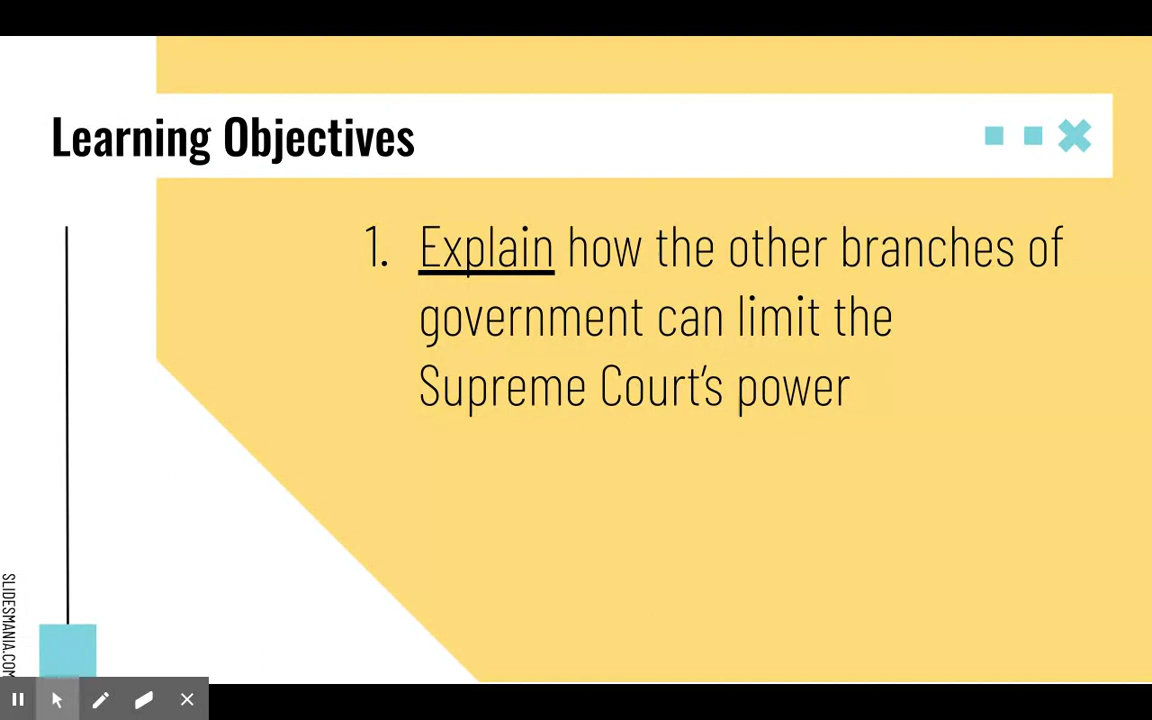 Learning Objectives
1. Explain how the other branches of
government can limit the
Supreme Court's power
SLIDESMANIA.COM